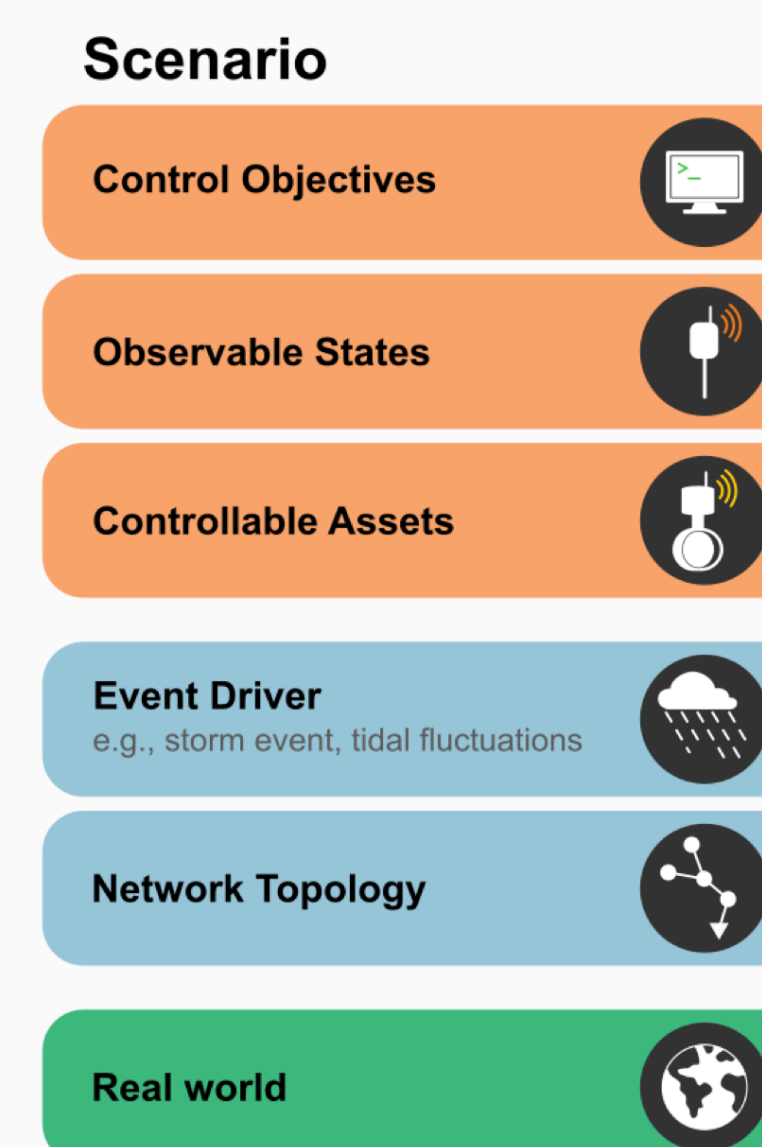 Scenario
Control Objectives
>_
Observable States
Controllable Assets
Event Driver
e.g., storm event, tidal fluctuations
Network Topology
Real world